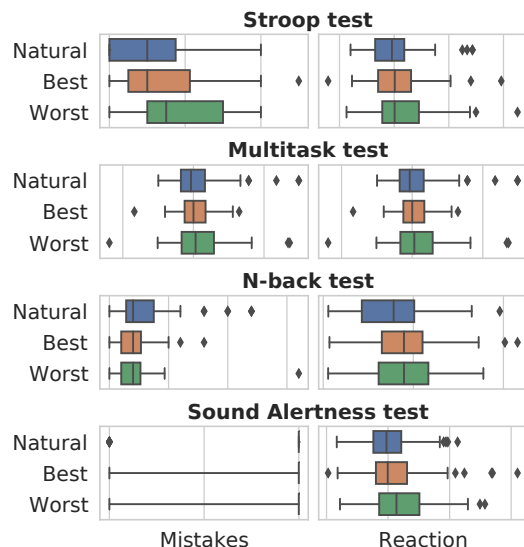 Stroop test
Natural
Best
Worst
Multitask test
Natural
Best
Worst
N-back test
Natural
Best
Worst
Sound Alertness test
Natural
Best
Worst
Mistakes
Reaction